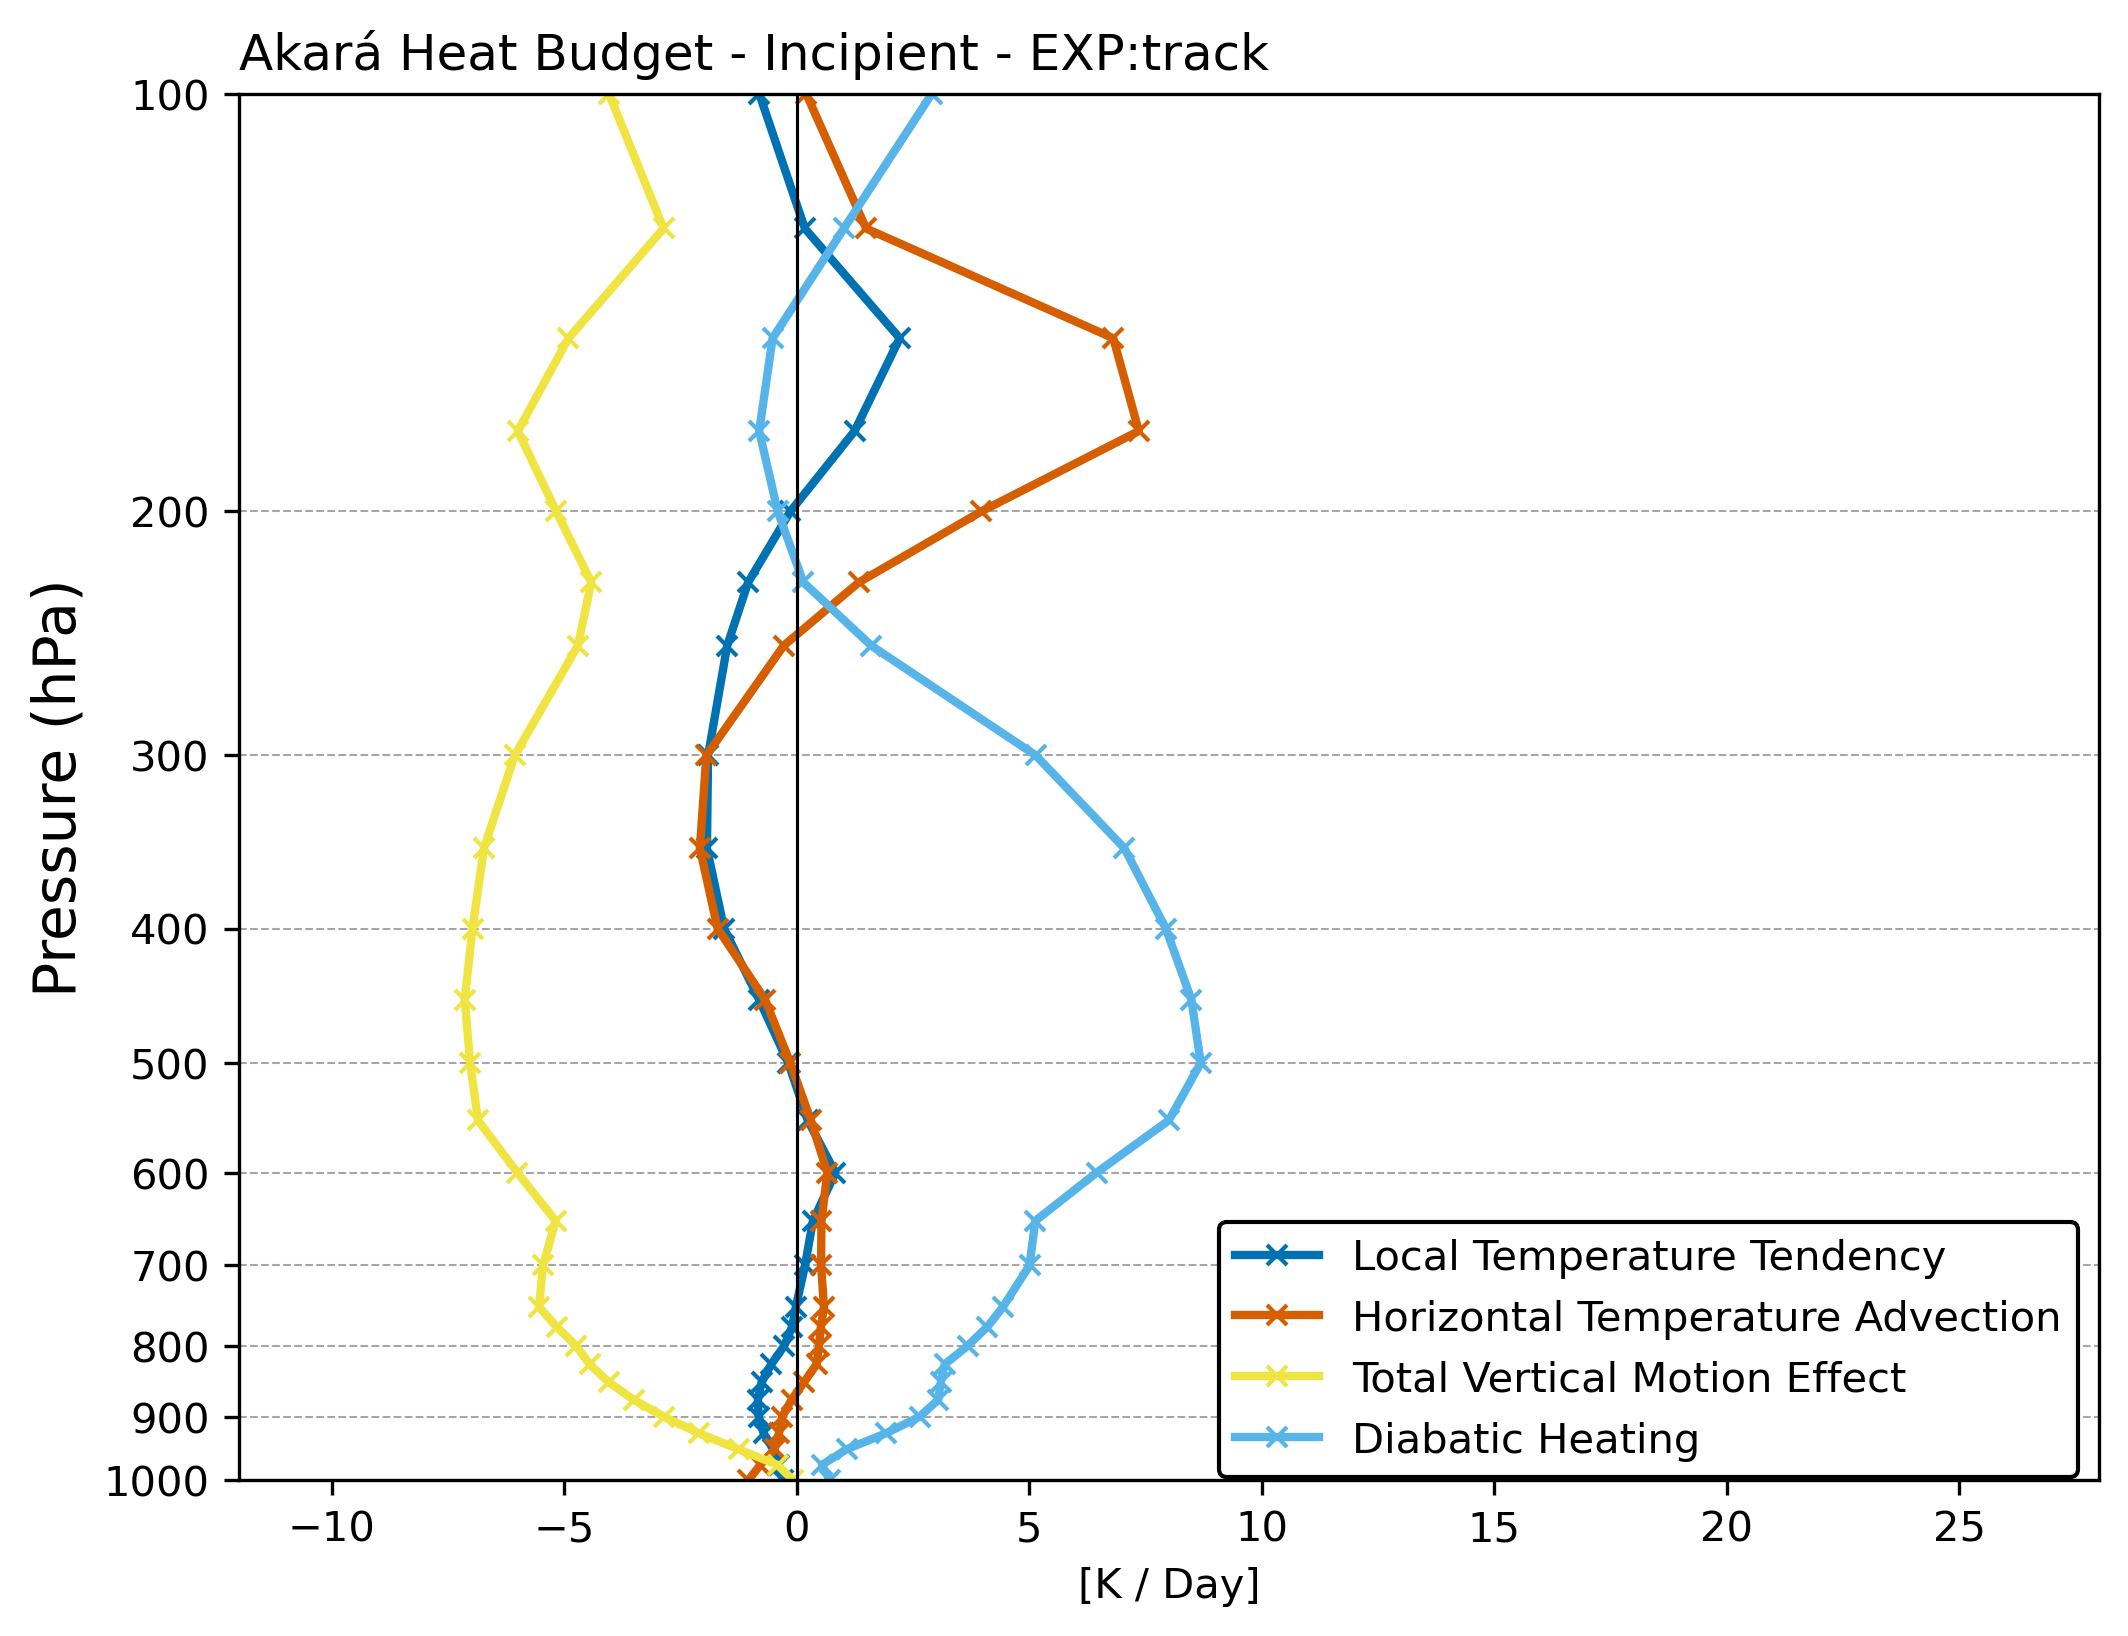 Akará Heat Budget - Incipient - EXP:track
Pressure (hPa)
100
200
300
400
500
600
700
800
900
1000
−10 −5 0 5 10 15 20 25
[K / Day]
Local Temperature Tendency
Horizontal Temperature Advection
Total Vertical Motion Effect
Diabatic Heating